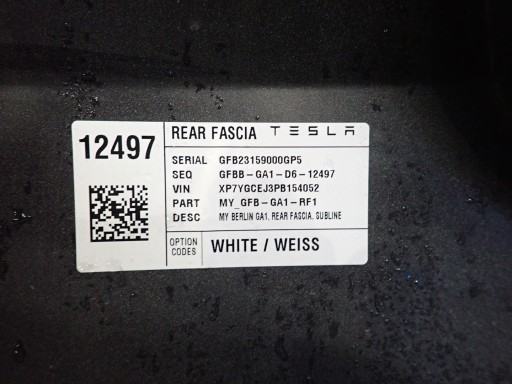 12497
REAR FASCIA TESLA
SERIAL GFB23159000GP5
SEQ GFBB-GA1-D6-12497
VIN XP7YGCEJ3PB154052
PART MY_GFB-GA1-RF1
DESC MY BERLIN GA1, REAR FASCIA, SUBLINE
OPTION CODES WHITE / WEISS